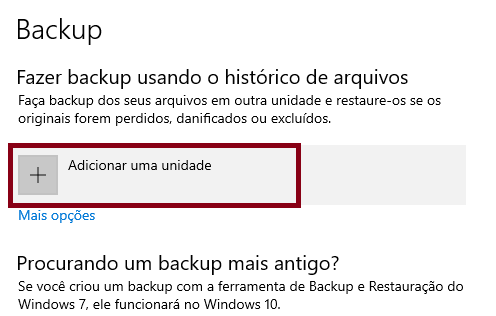 Backup
Fazer backup usando o histórico de arquivos
Faça backup dos seus arquivos em outra unidade e restaure-os se os
originais forem perdidos, danificados ou excluídos.
Adicionar uma unidade
Mais opções
Procurando um backup mais antigo?
Se você criou um backup com a ferramenta de Backup e Restauração do
Windows 7, ele funcionará no Windows 10.